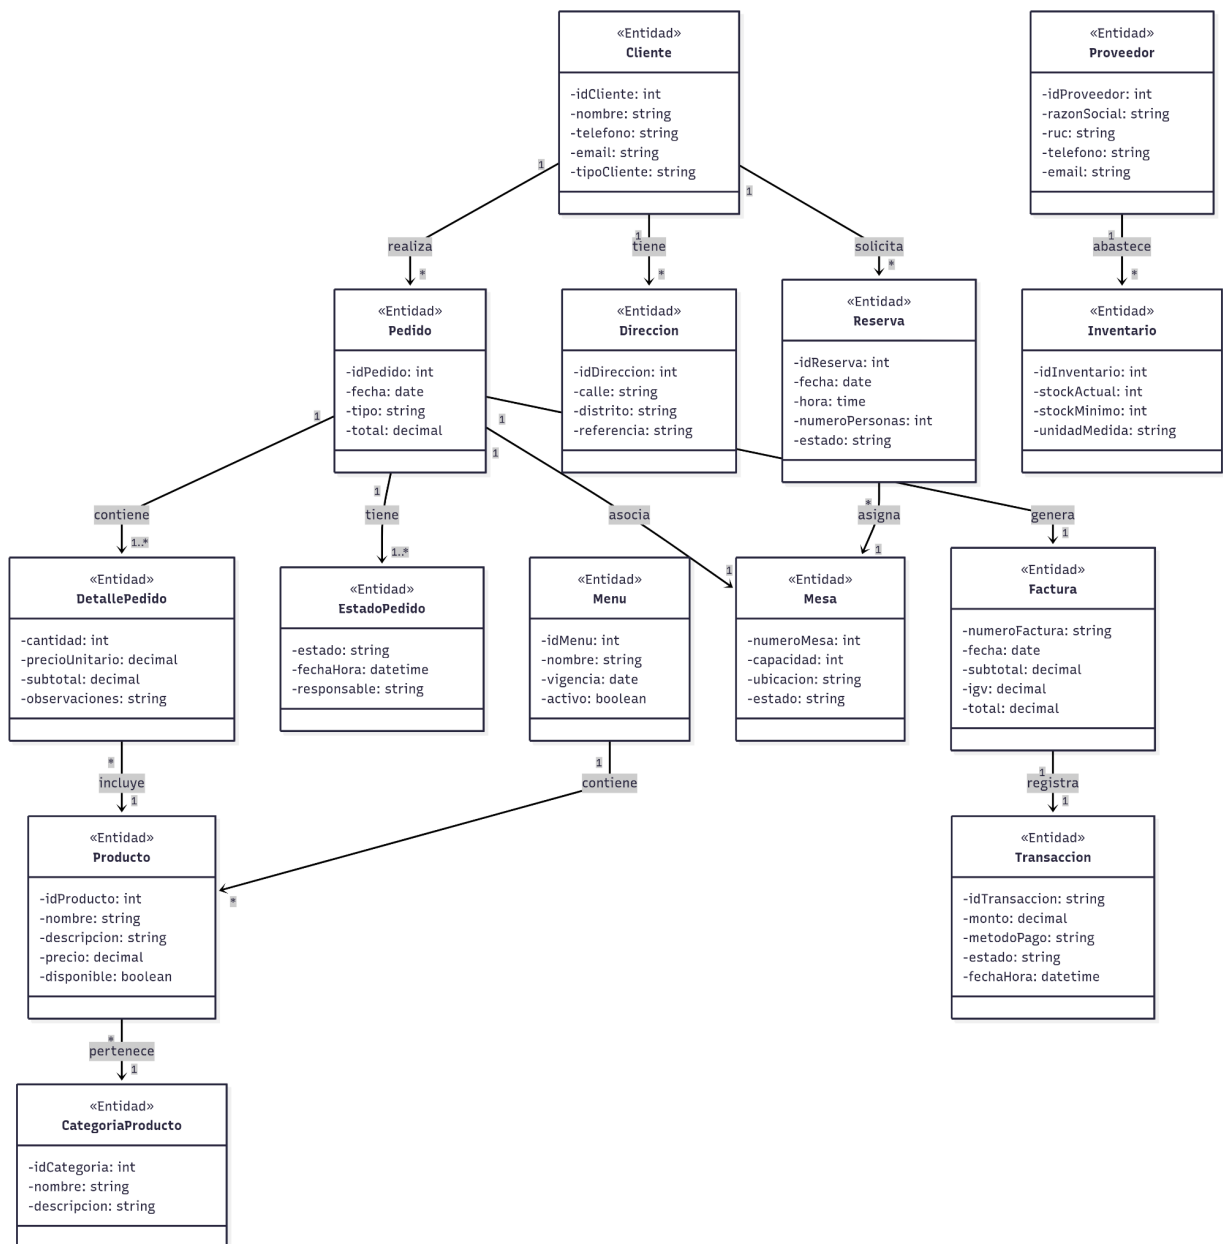 «Entidad»
Cliente
-idCliente: int
-nombre: string
-telefono: string
-email: string
-tipoCliente: string
«Entidad»
Proveedor
-idProveedor: int
-razonSocial: string
-ruc: string
-telefono: string
-email: string
1
realiza
*
1
tiene
*
1
solicita
*
1
abastece
*
«Entidad»
Pedido
-idPedido: int
-fecha: date
-tipo: string
-total: decimal
«Entidad»
Direccion
-idDireccion: int
-calle: string
-distrito: string
-referencia: string
«Entidad»
Reserva
-idReserva: int
-fecha: date
-hora: time
-numeroPersonas: int
-estado: string
«Entidad»
Inventario
-idInventario: int
-stockActual: int
-stockMinimo: int
-unidadMedida: string
1
contiene
1..*
1
tiene
1..*
1
asocia
1
*
asigna
1
1
genera
1
«Entidad»
DetallePedido
-cantidad: int
-precioUnitario: decimal
-subtotal: decimal
-observaciones: string
«Entidad»
EstadoPedido
-estado: string
-fechaHora: datetime
-responsable: string
«Entidad»
Menu
-idMenu: int
-nombre: string
-vigencia: date
-activo: boolean
«Entidad»
Mesa
-numeroMesa: int
-capacidad: int
-ubicacion: string
-estado: string
«Entidad»
Factura
-numeroFactura: string
-fecha: date
-subtotal: decimal
-igv: decimal
-total: decimal
*
incluye
1
1
contiene
*
1
registra
1
«Entidad»
Producto
-idProducto: int
-nombre: string
-descripcion: string
-precio: decimal
-disponible: boolean
«Entidad»
Transaccion
-idTransaccion: string
-monto: decimal
-metodoPago: string
-estado: string
-fechaHora: datetime
*
pertenece
1
«Entidad»
CategoriaProducto
-idCategoria: int
-nombre: string
-descripcion: string